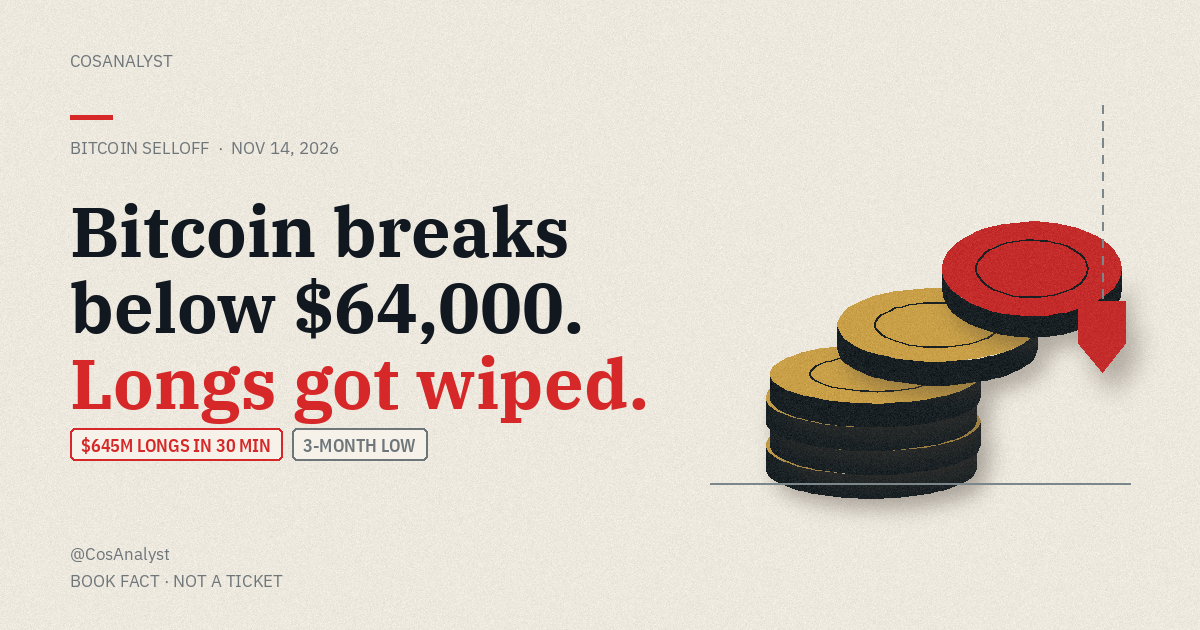 COSANALYST
BITCOIN SELLOFF · NOV 14, 2026
Bitcoin breaks
below $64,000.
Longs got wiped.
$645M LONGS IN 30 MIN
3-MONTH LOW
@CosAnalyst
BOOK FACT · NOT A TICKET